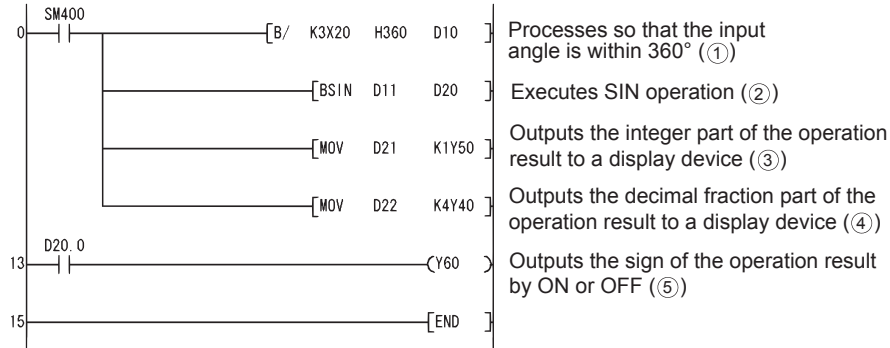 SM400
0 B/ K3X20 H360 D10 Processes so that the input
angle is within 360° (①)
BSIN D11 D20 Executes SIN operation (②)
MOV D21 K1Y50 Outputs the integer part of the operation
result to a display device (③)
MOV D22 K4Y40 Outputs the decimal fraction part of the
operation result to a display device (④)
D20.0
13 Y60 Outputs the sign of the operation result
by ON or OFF (⑤)
15 END